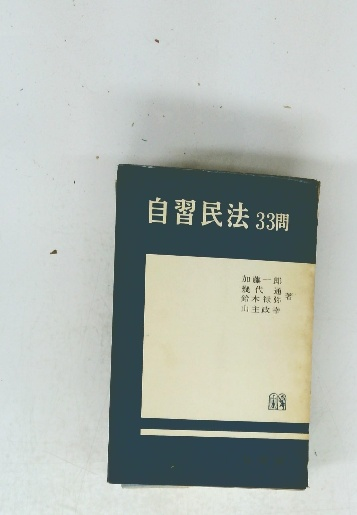 自習民法 33問
加藤一郎
幾代 通
鈴木禄弥
山主政幸
著